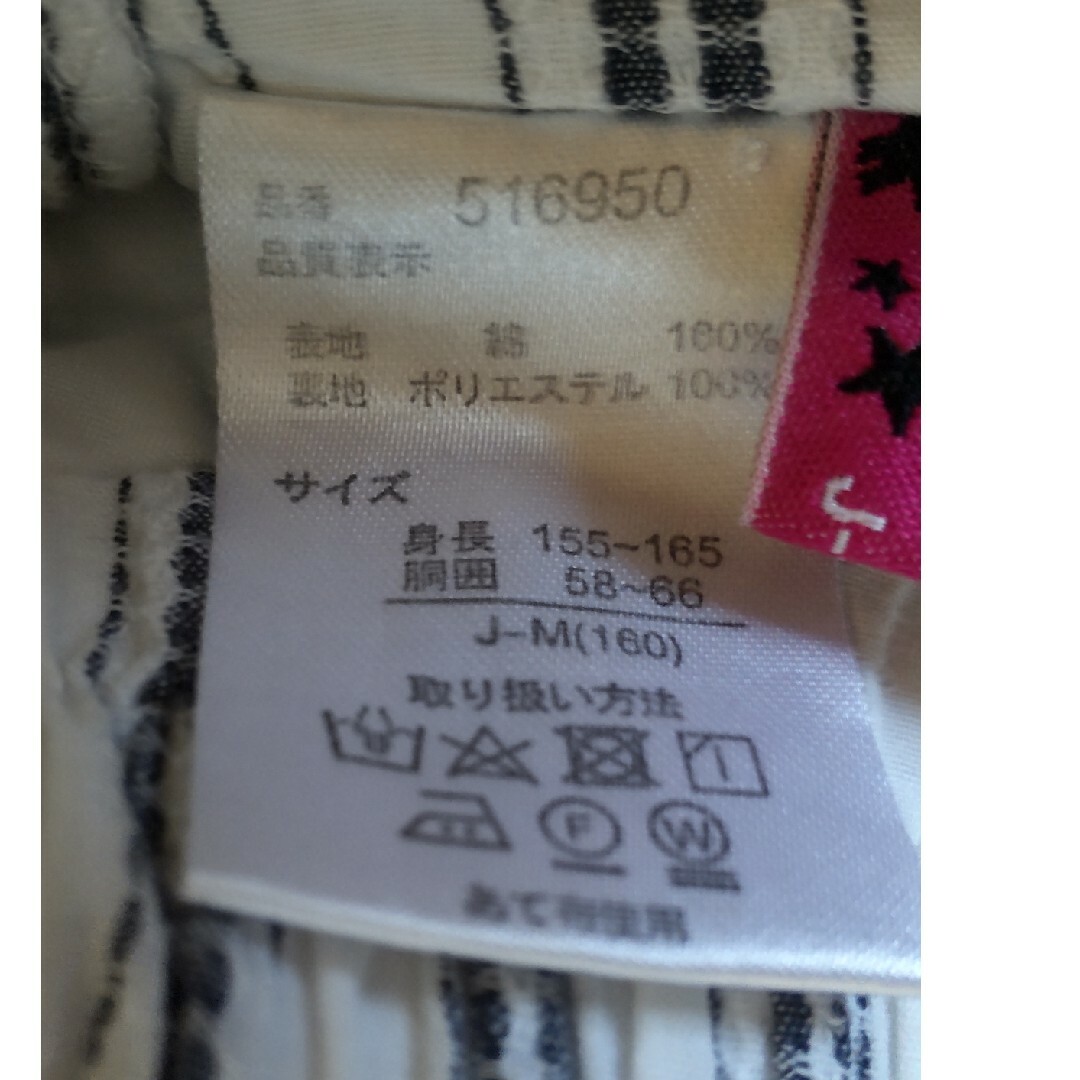 品番 516950
品質表示
表地 綿 100%
裏地 ポリエステル 100%
サイズ
身長 155~165
胴囲 58~66
J-M(160)
取り扱い方法
F W
あて布使用
J-